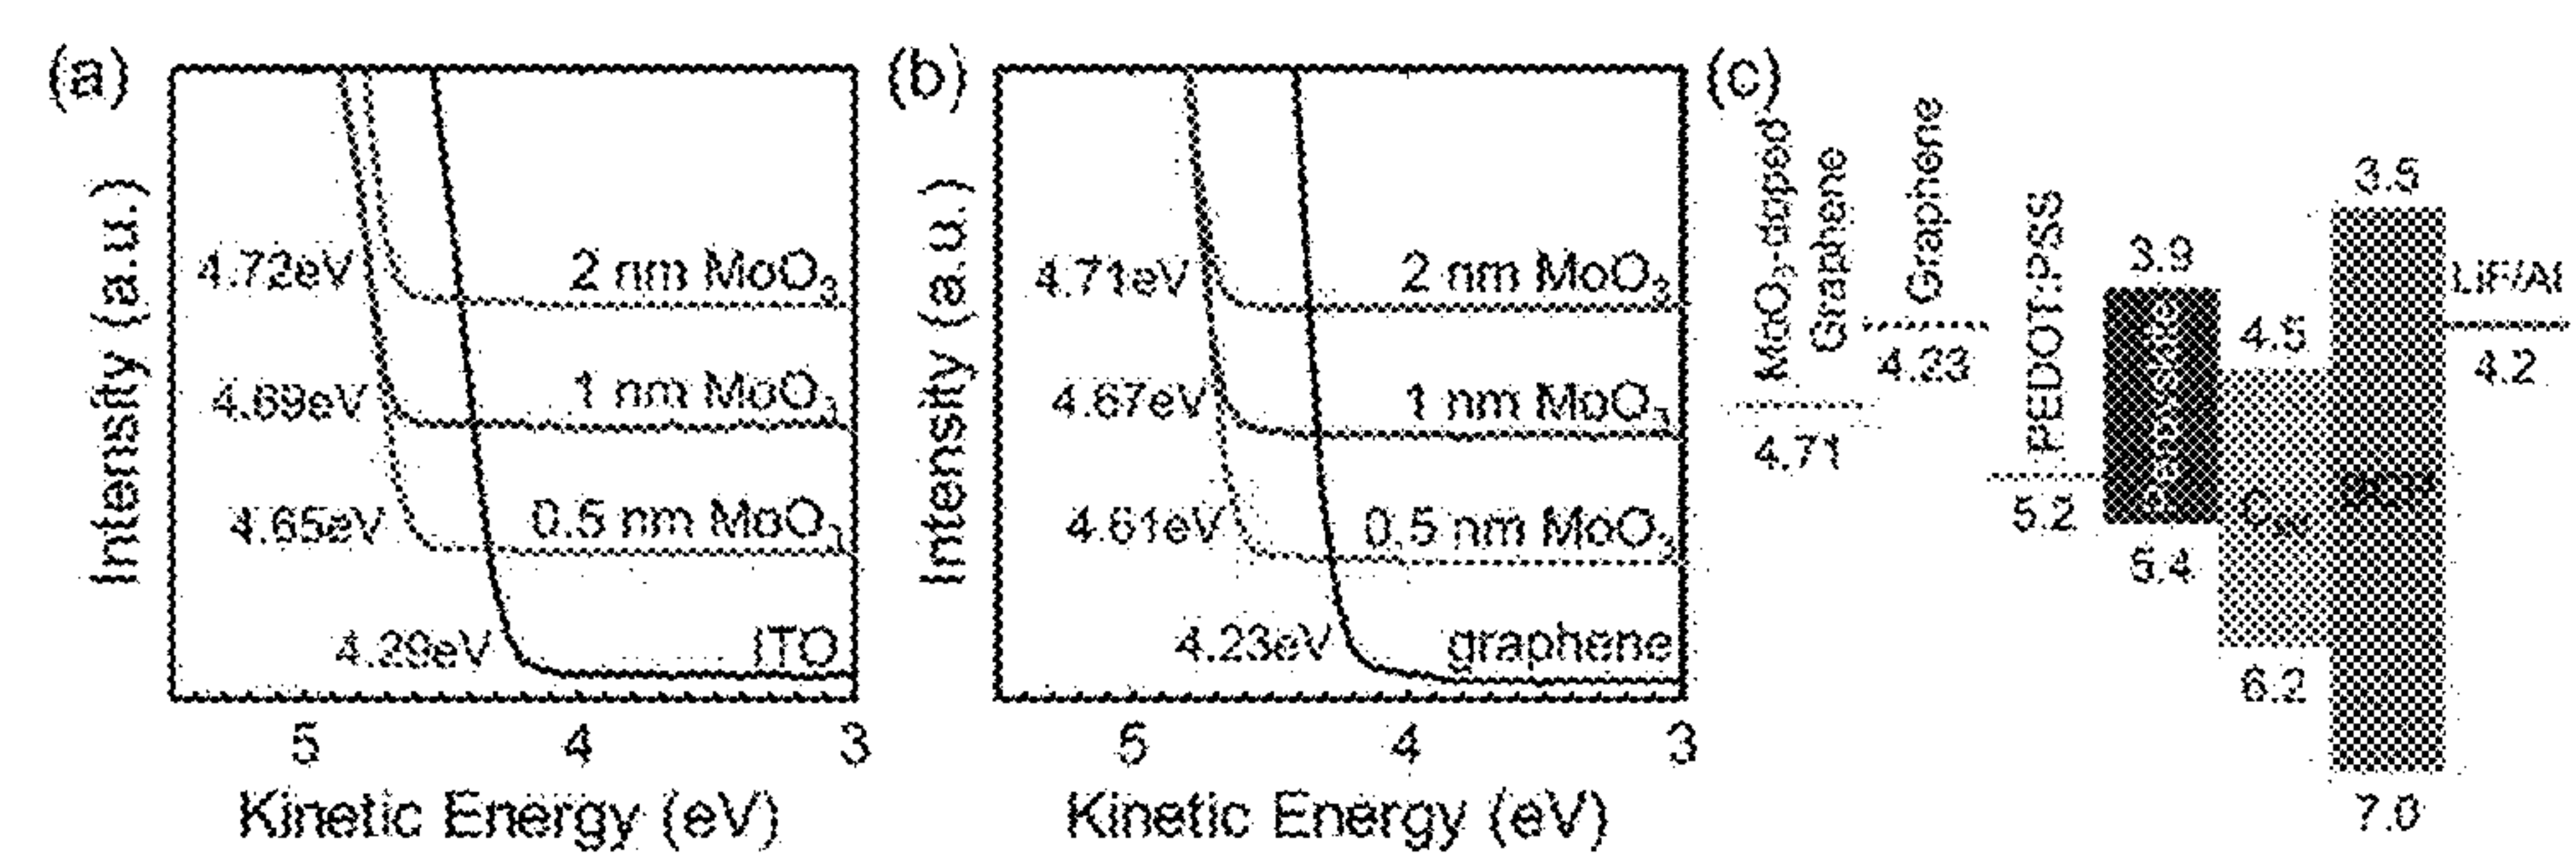 (a)
Intensity (a.u.)
4.72eV 2 nm MoO3
4.69eV 1 nm MoO3
4.65eV 0.5 nm MoO3
4.29eV ITO
5 4 3
Kinetic Energy (eV)
(b)
Intensity (a.u.)
4.71eV 2 nm MoO3
4.67eV 1 nm MoO3
4.61eV 0.5 nm MoO3
4.23eV graphene
5 4 3
Kinetic Energy (eV)
(c)
MoO3-doped
Graphene
4.71
Graphene
4.23
PEDOT:PSS
5.2
3.9
Perovskite
5.4
4.5
6.2
3.5
7.0
LiF/Al
4.2